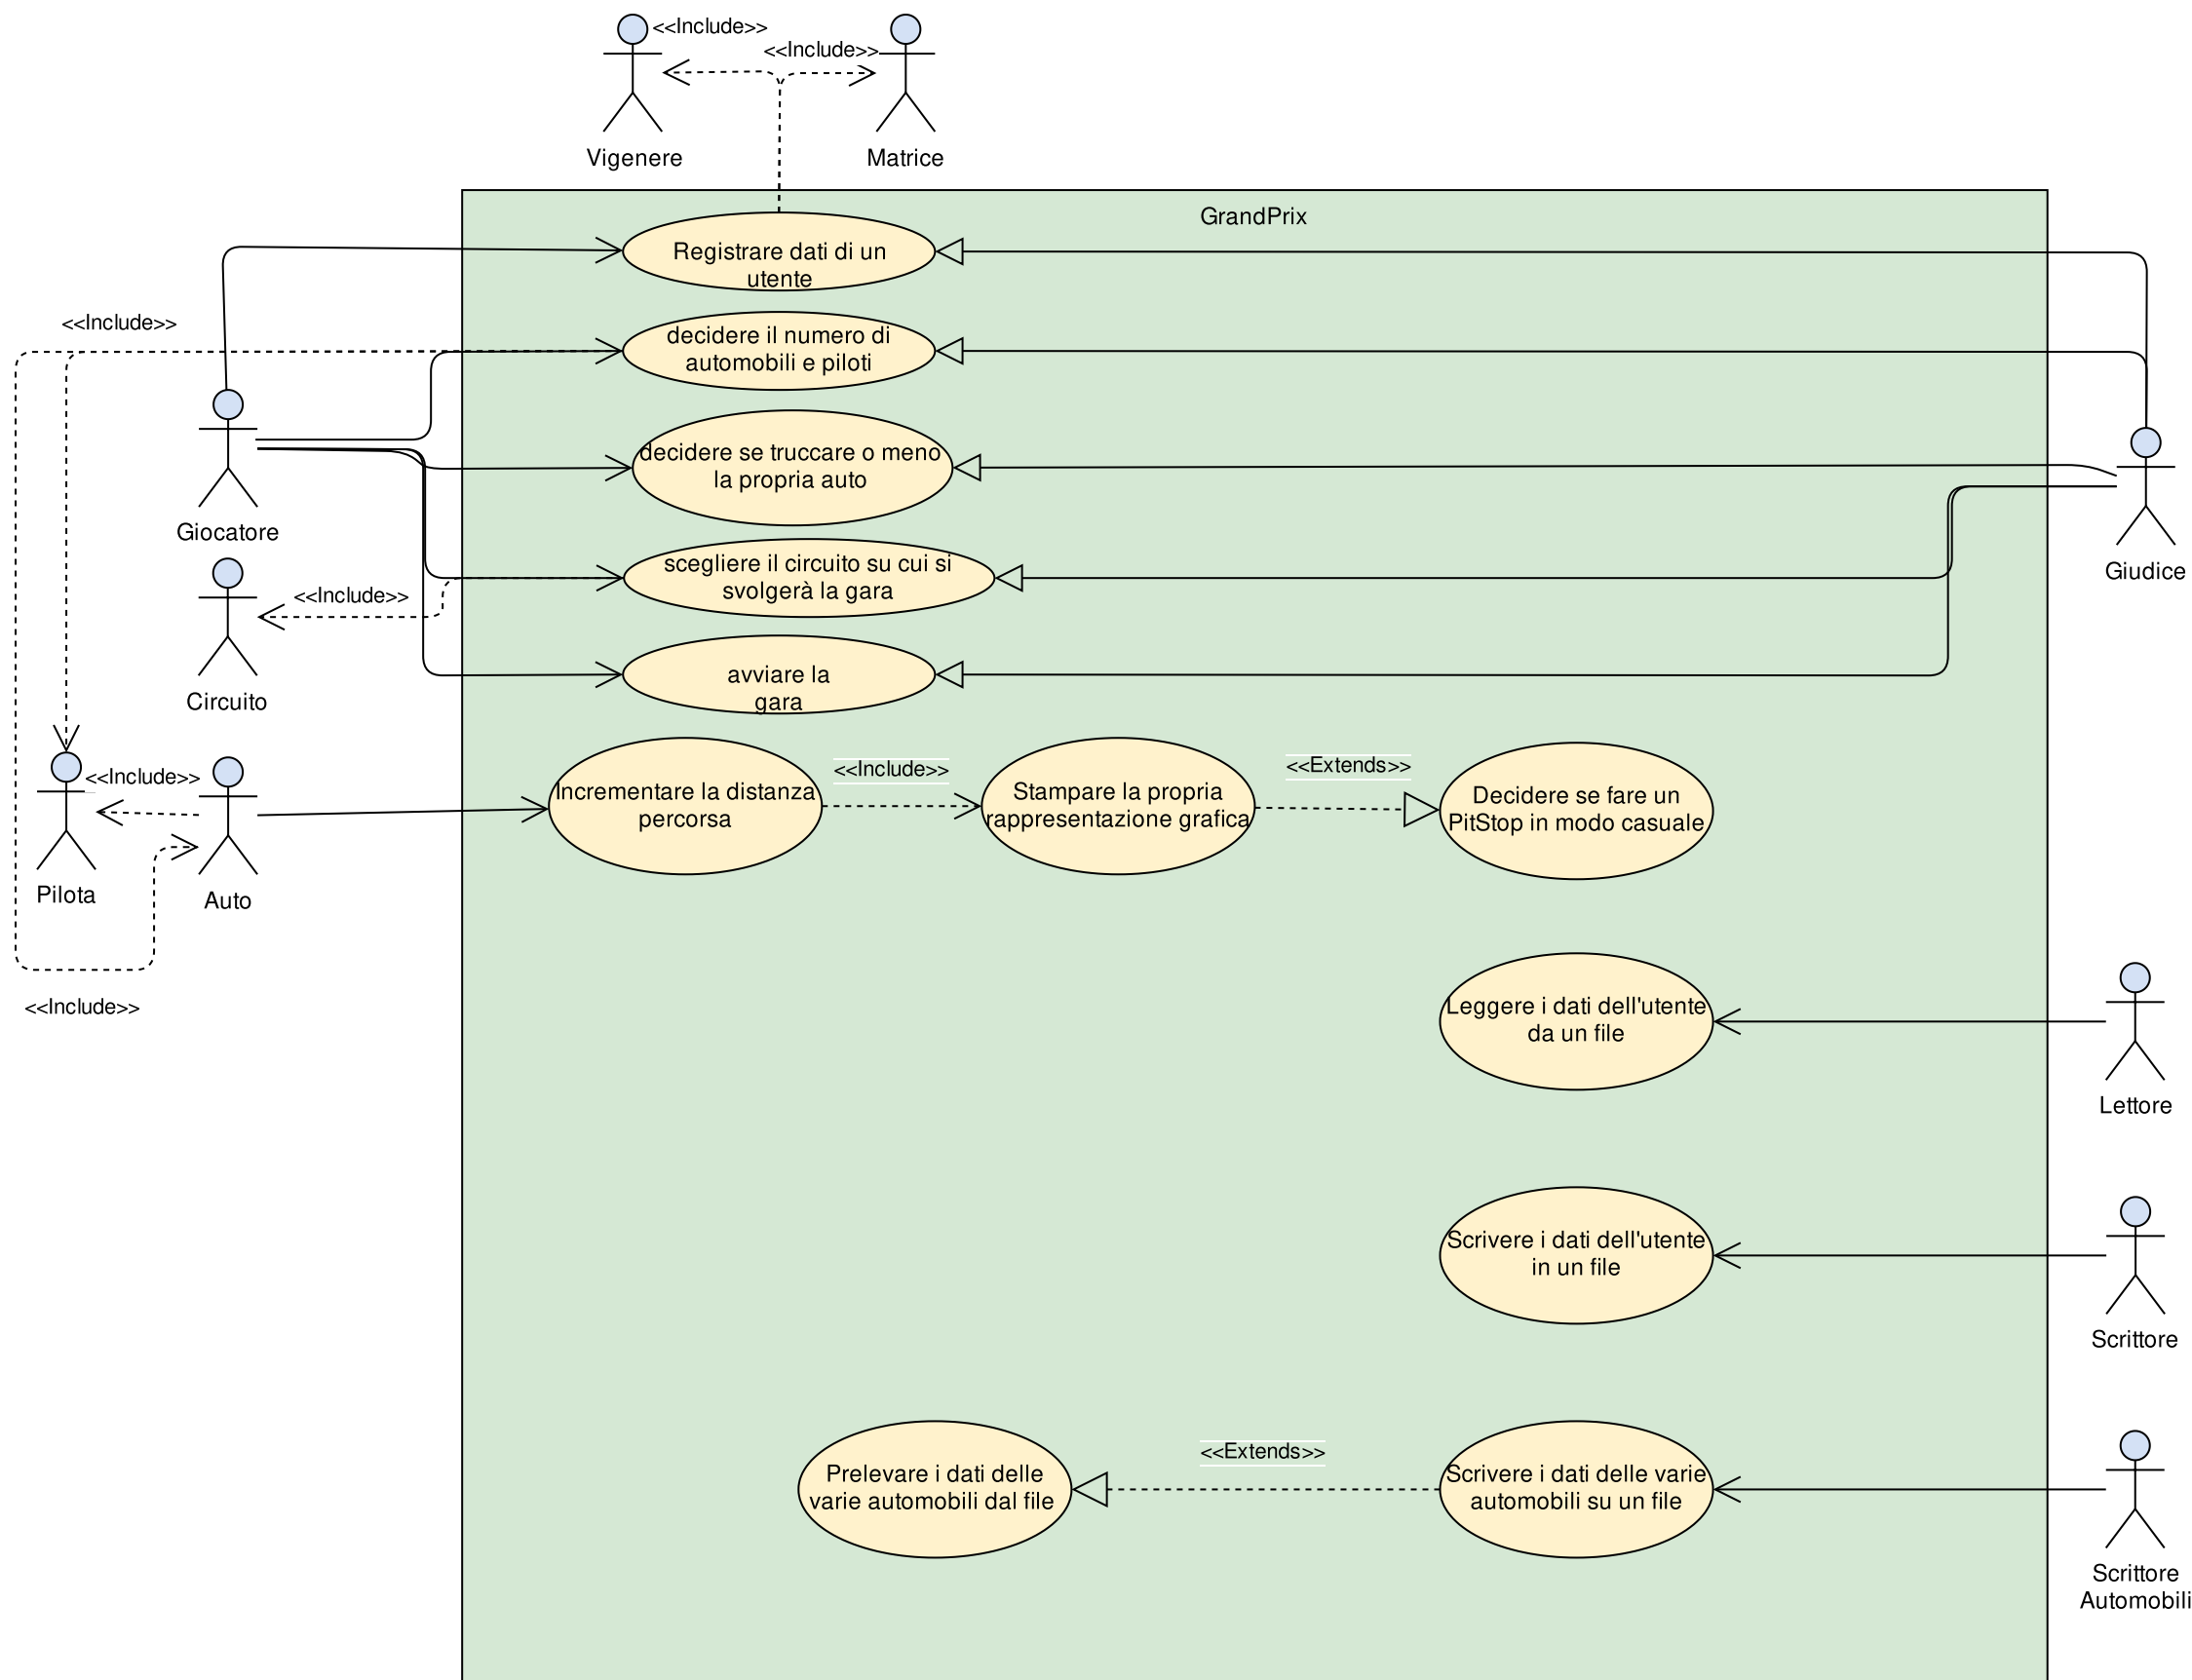 <<Include>>
<<Include>>
Vigenere
Matrice
GrandPrix
Registrare dati di un
utente
<<Include>>
decidere il numero di
automobili e piloti
decidere se truccare o meno
la propria auto
Giocatore
Giudice
scegliere il circuito su cui si
svolgerà la gara
<<Include>>
Circuito
avviare la
gara
<<Include>>
Pilota
Auto
Incrementare la distanza
percorsa
<<Include>>
Stampare la propria
rappresentazione grafica
<<Extends>>
Decidere se fare un
PitStop in modo casuale
<<Include>>
Leggere i dati dell'utente
da un file
Lettore
Scrivere i dati dell'utente
in un file
Scrittore
Prelevare i dati delle
varie automobili dal file
<<Extends>>
Scrivere i dati delle varie
automobili su un file
Scrittore
Automobili